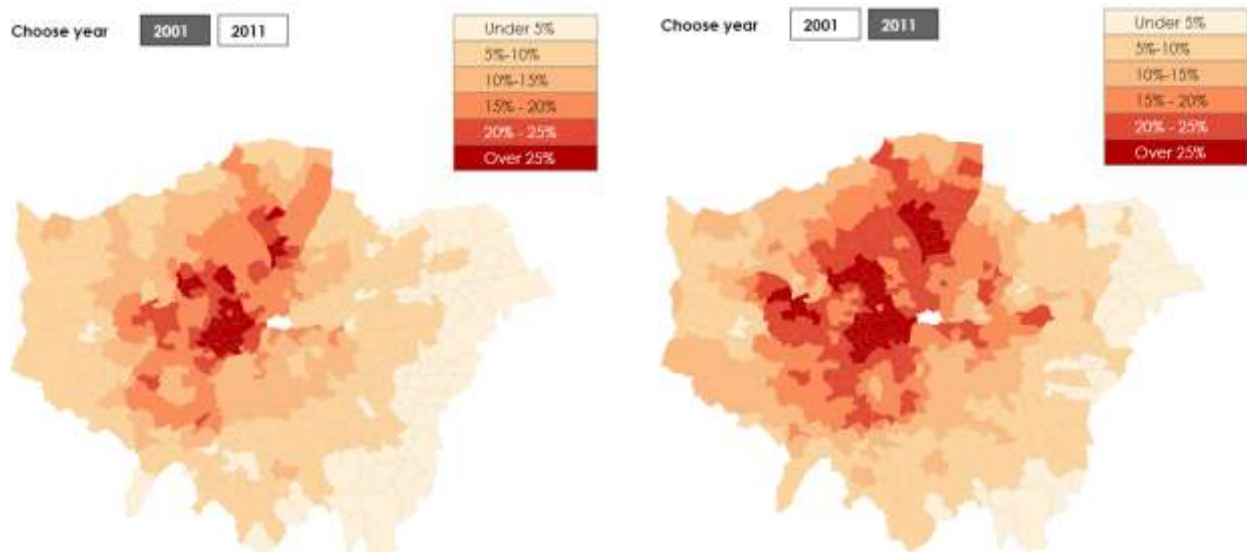 Choose year 2001 2011
Under 5%
5%-10%
10%-15%
15% - 20%
20% - 25%
Over 25%
Choose year 2001 2011
Under 5%
5%-10%
10%-15%
15% - 20%
20% - 25%
Over 25%